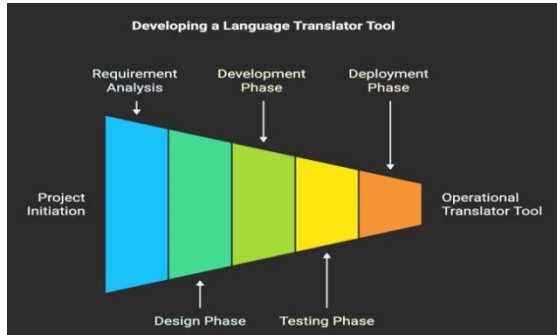 Developing a Language Translator Tool
Requirement
Analysis
Development
Phase
Deployment
Phase
Project
Initiation
Operational
Translator Tool
Design Phase
Testing Phase